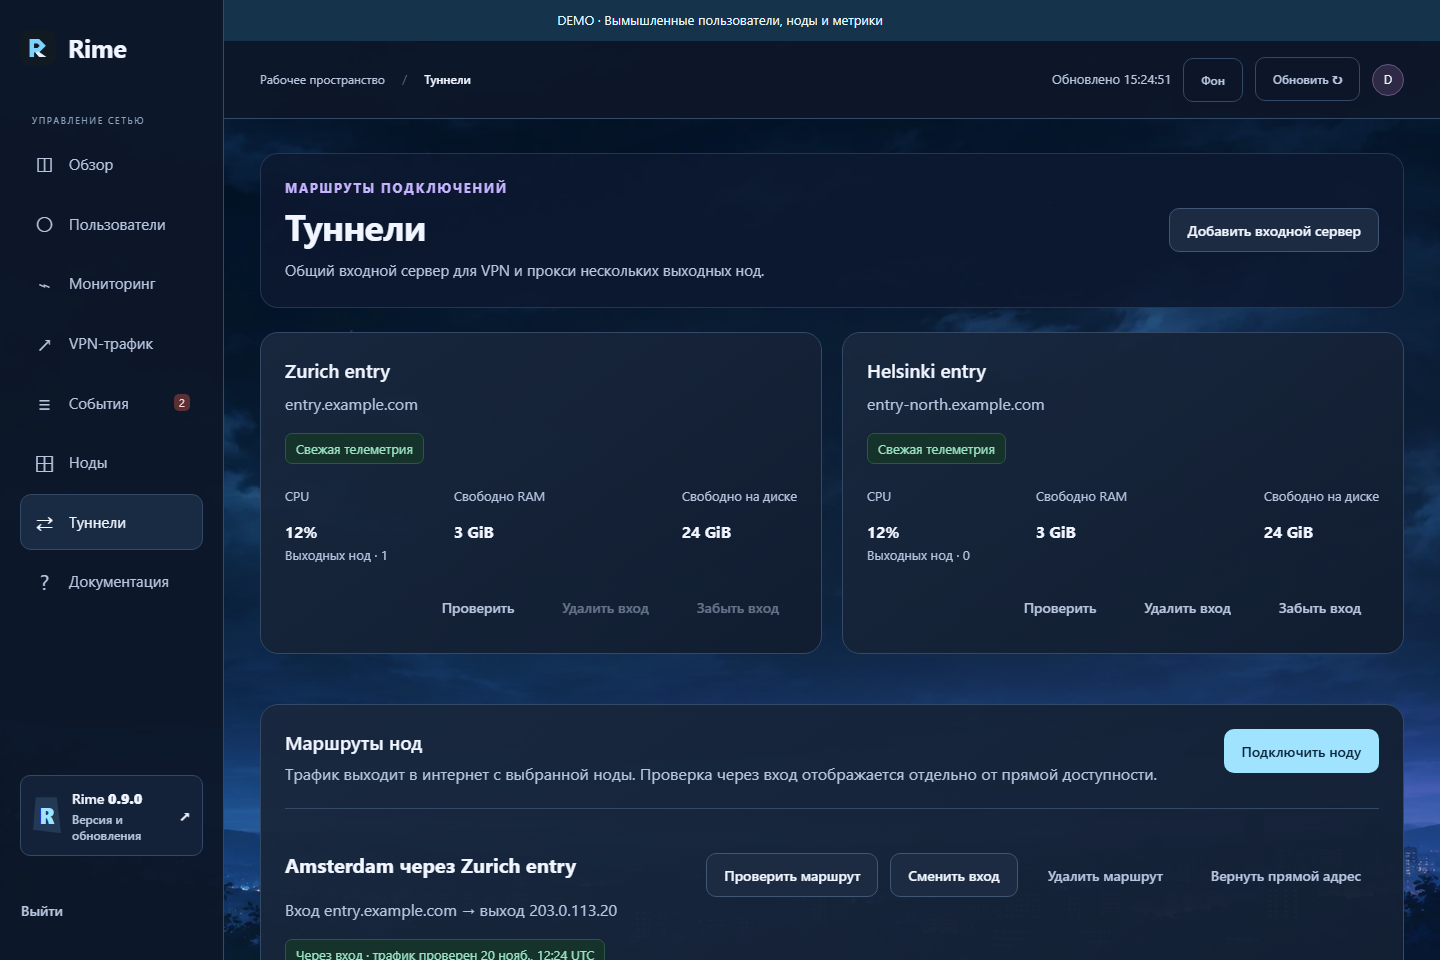 DEMO · Вымышленные пользователи, ноды и метрики
R Rime
УПРАВЛЕНИЕ СЕТЬЮ
Обзор
Пользователи
Мониторинг
VPN-трафик
События 2
Ноды
Туннели
Документация
R Rime 0.9.0
Версия и
обновления
Выйти
Рабочее пространство / Туннели
Обновлено 15:24:51
Фон
Обновить ↻
D
МАРШРУТЫ ПОДКЛЮЧЕНИЙ
Туннели
Общий входной сервер для VPN и прокси нескольких выходных нод.
Добавить входной сервер
Zurich entry
entry.example.com
Свежая телеметрия
CPU Свободно RAM Свободно на диске
12% 3 GiB 24 GiB
Выходных нод · 1
Проверить Удалить вход Забыть вход
Helsinki entry
entry-north.example.com
Свежая телеметрия
CPU Свободно RAM Свободно на диске
12% 3 GiB 24 GiB
Выходных нод · 0
Проверить Удалить вход Забыть вход
Маршруты нод
Трафик выходит в интернет с выбранной ноды. Проверка через вход отображается отдельно от прямой доступности.
Подключить ноду
Amsterdam через Zurich entry
Проверить маршрут Сменить вход Удалить маршрут Вернуть прямой адрес
Вход entry.example.com → выход 203.0.113.20
Через вход · трафик проверен 20 нояб., 12:24 UTC